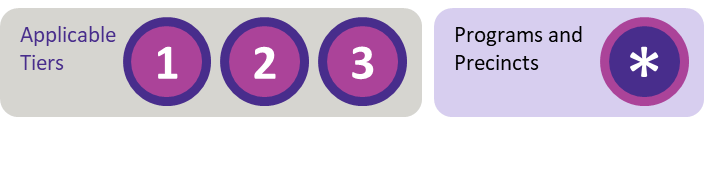 Applicable
Tiers
1 2 3
Programs and
Precincts
*